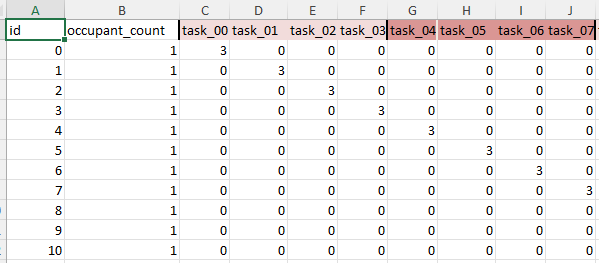 A B C D E F G H I J
id occupant_count task_00 task_01 task_02 task_03 task_04 task_05 task_06 task_07
0 1 3 0 0 0 0 0 0 0
1 1 0 3 0 0 0 0 0 0
2 1 0 0 3 0 0 0 0 0
3 1 0 0 0 3 0 0 0 0
4 1 0 0 0 0 3 0 0 0
5 1 0 0 0 0 0 3 0 0
6 1 0 0 0 0 0 0 3 0
7 1 0 0 0 0 0 0 0 3
8 1 0 0 0 0 0 0 0 0
9 1 0 0 0 0 0 0 0 0
10 1 0 0 0 0 0 0 0 0